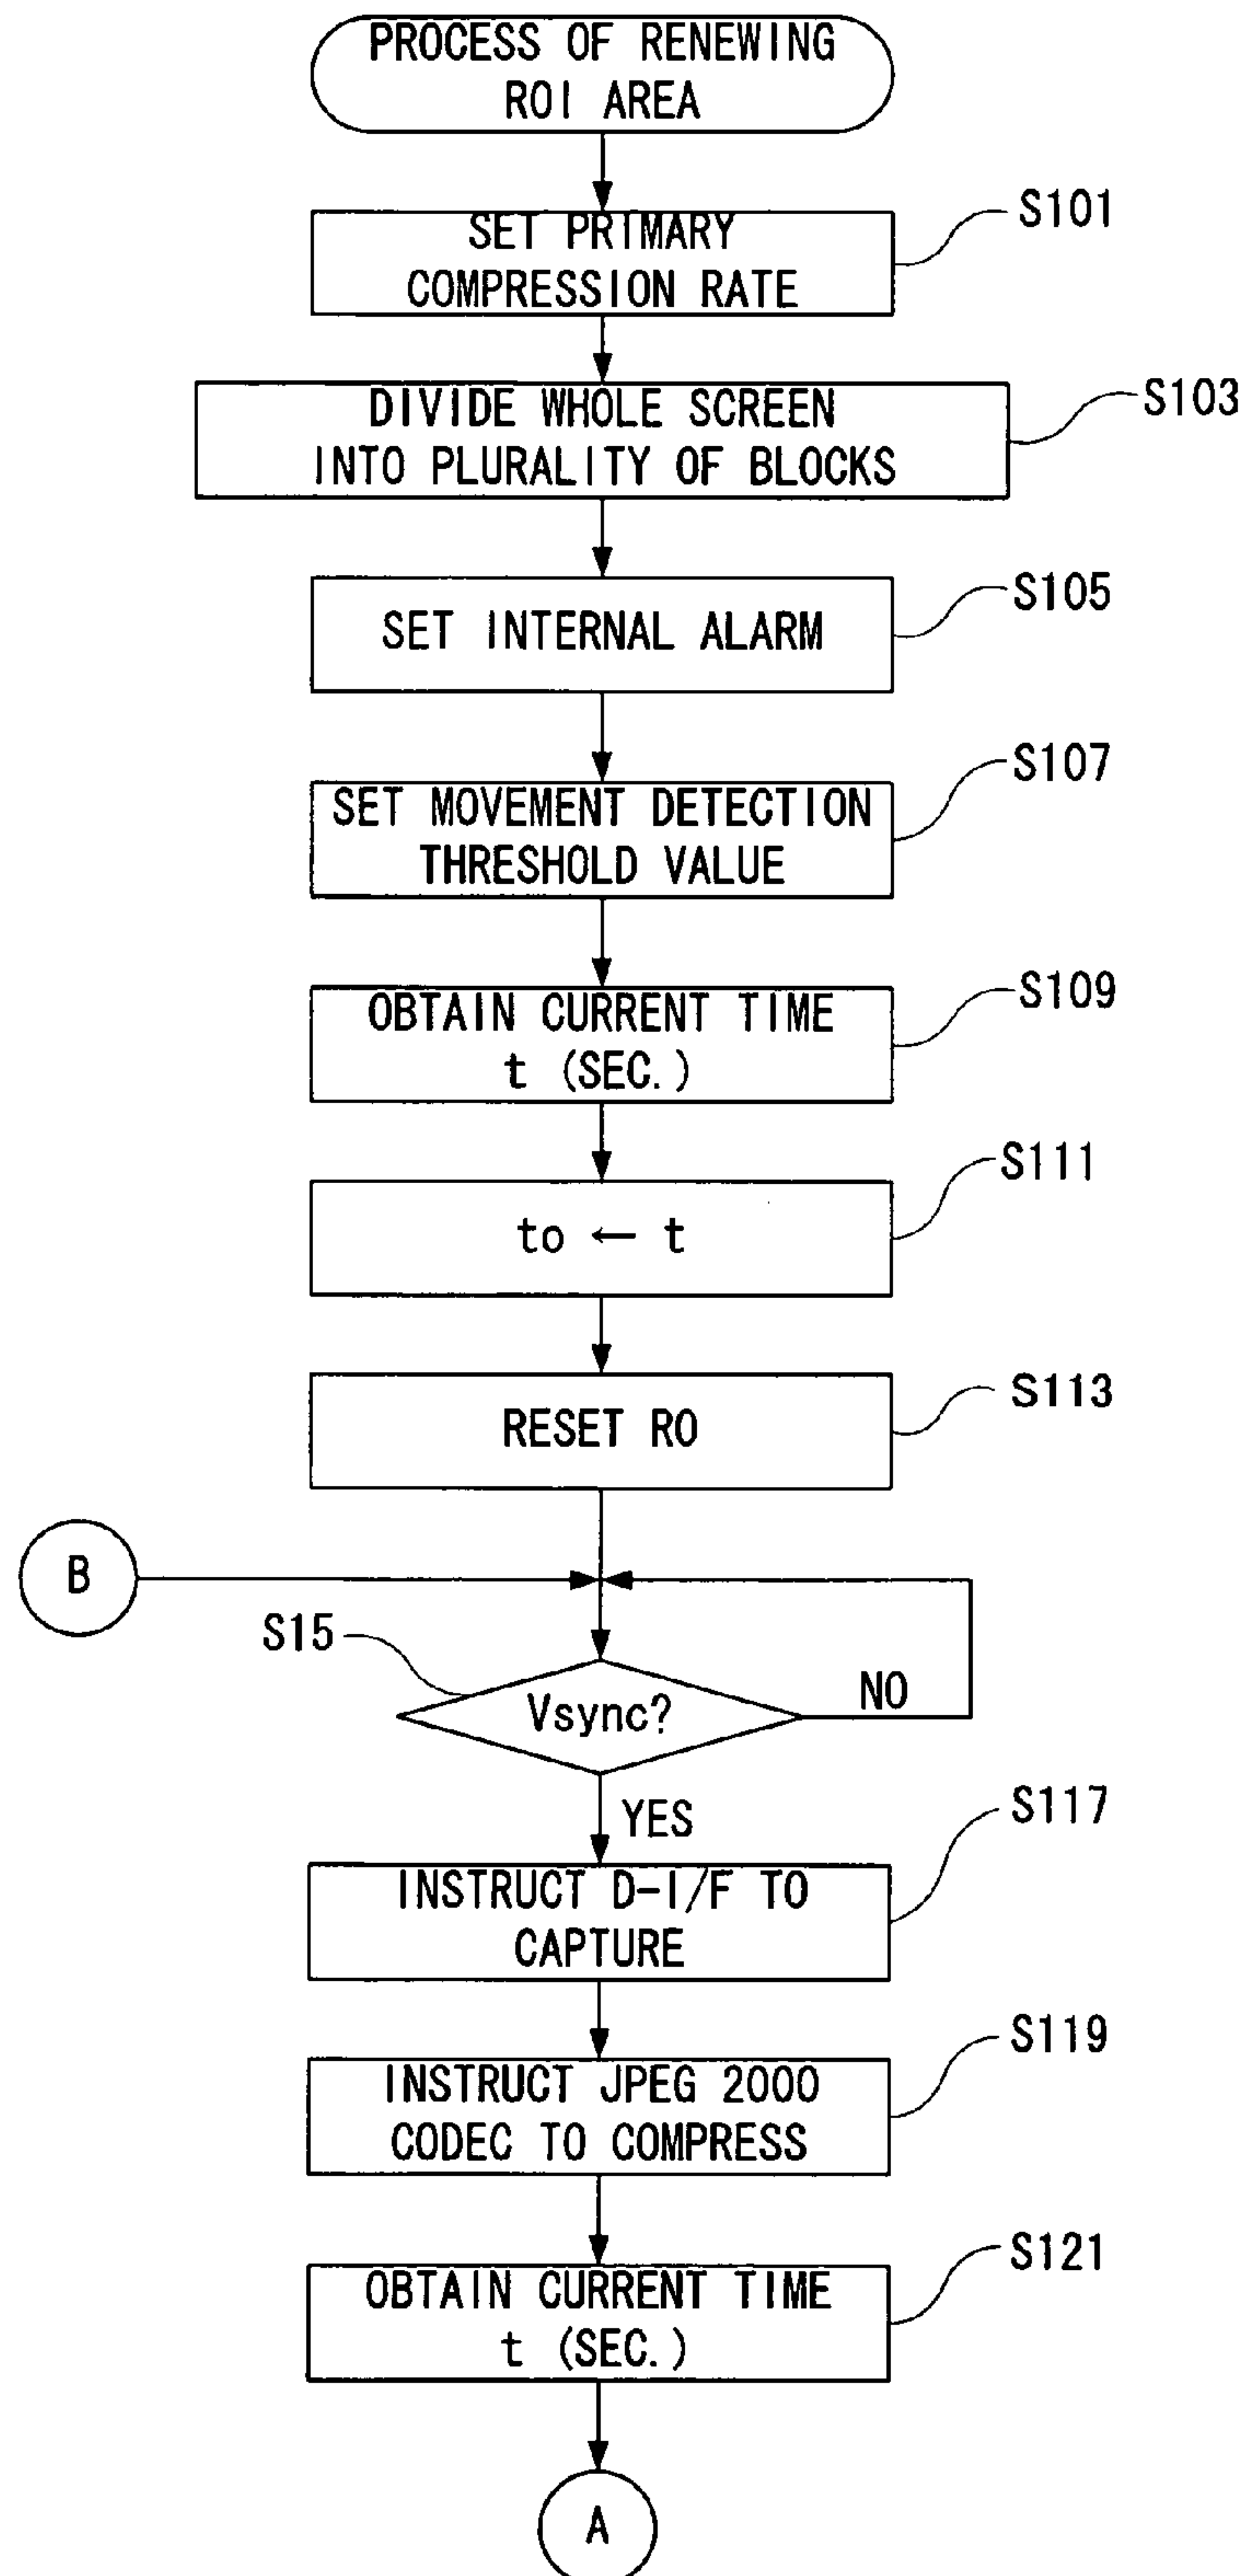 PROCESS OF RENEWING
ROI AREA
S101
SET PRIMARY
COMPRESSION RATE
S103
DIVIDE WHOLE SCREEN
INTO PLURALITY OF BLOCKS
S105
SET INTERNAL ALARM
S107
SET MOVEMENT DETECTION
THRESHOLD VALUE
S109
OBTAIN CURRENT TIME
t (SEC.)
S111
to ← t
S113
RESET RO
B
S15
Vsync?
NO
YES
S117
INSTRUCT D-I/F TO
CAPTURE
S119
INSTRUCT JPEG 2000
CODEC TO COMPRESS
S121
OBTAIN CURRENT TIME
t (SEC.)
A